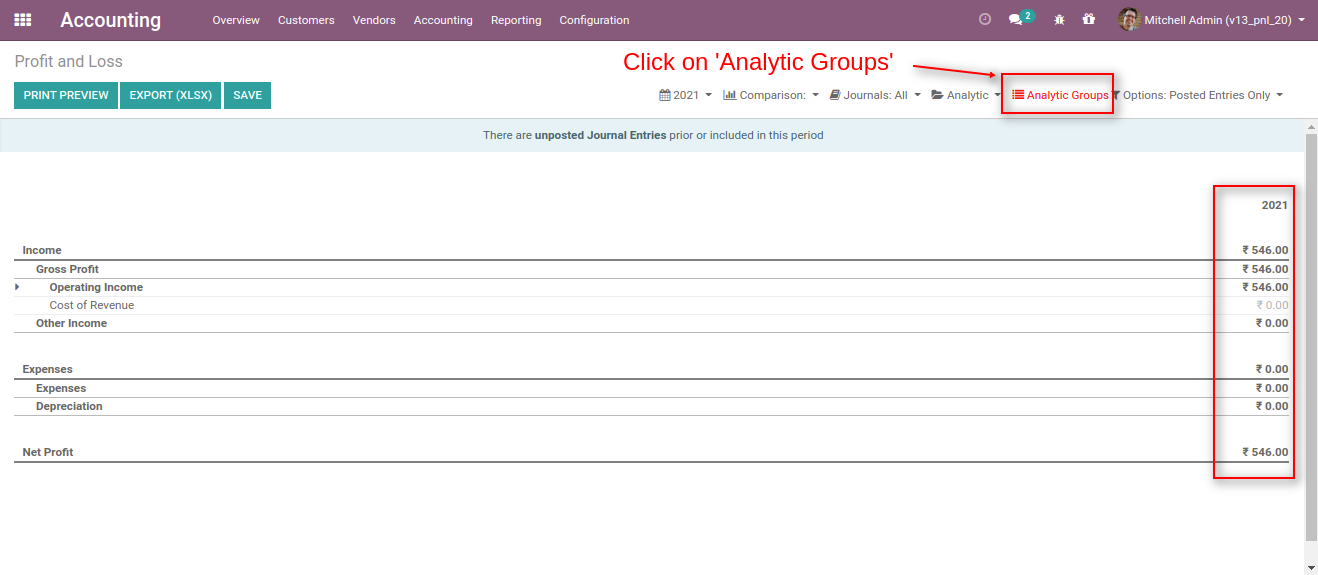 Accounting Overview Customers Vendors Accounting Reporting Configuration 2 Mitchell Admin (v13_pnl_20)
Profit and Loss
Click on 'Analytic Groups'
PRINT PREVIEW EXPORT (XLSX) SAVE 2021 Comparison: Journals: All Analytic Analytic Groups Options: Posted Entries Only
There are unposted Journal Entries prior or included in this period
2021
Income ₹ 546.00
Gross Profit ₹ 546.00
Operating Income ₹ 546.00
Cost of Revenue ₹ 0.00
Other Income ₹ 0.00
Expenses ₹ 0.00
Expenses ₹ 0.00
Depreciation ₹ 0.00
Net Profit ₹ 546.00